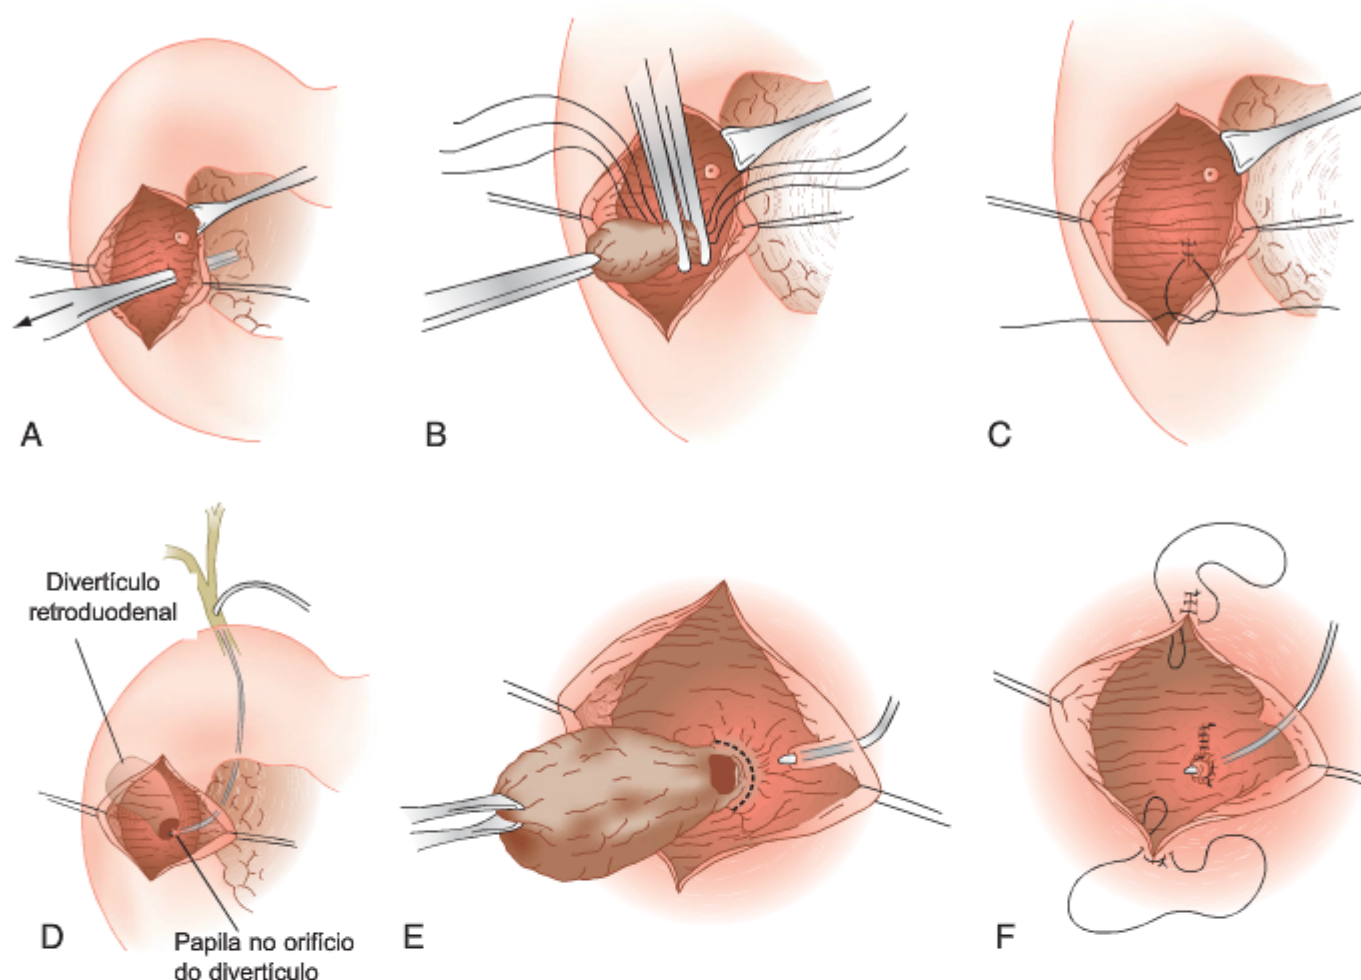 A
B
C
Divertículo
retroduodenal
D
Papila no orifício
do divertículo
E
F